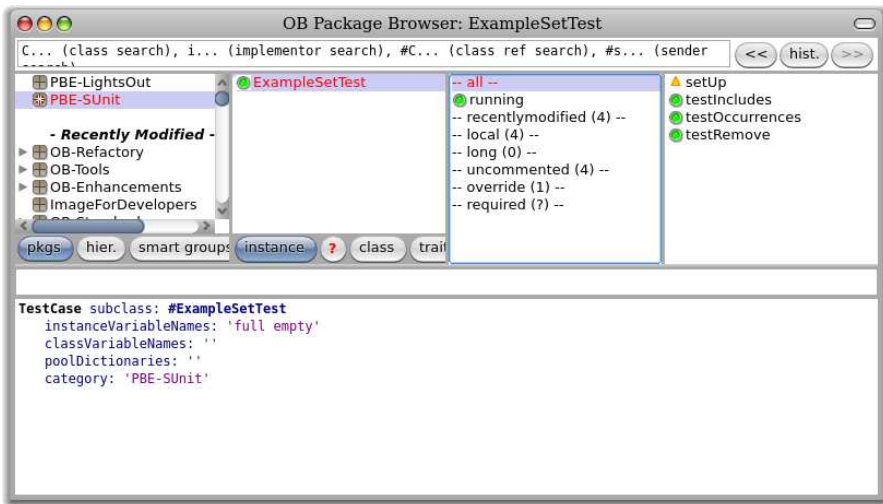 OB Package Browser: ExampleSetTest
C... (class search), i... (implementor search), #C... (class ref search), #s... (sender
<< hist. >>
PBE-LightsOut
PBE-SUnit
- Recently Modified -
OB-Refactory
OB-Tools
OB-Enhancements
ImageForDevelopers
ExampleSetTest
-- all --
running
-- recentlymodified (4) --
-- local (4) --
-- long (0) --
-- uncommented (4) --
-- override (1) --
-- required (?) --
setUp
testIncludes
testOccurrences
testRemove
pkgs hier. smart groups instance ? class trait
TestCase subclass: #ExampleSetTest
instanceVariableNames: 'full empty'
classVariableNames: ''
poolDictionaries: ''
category: 'PBE-SUnit'